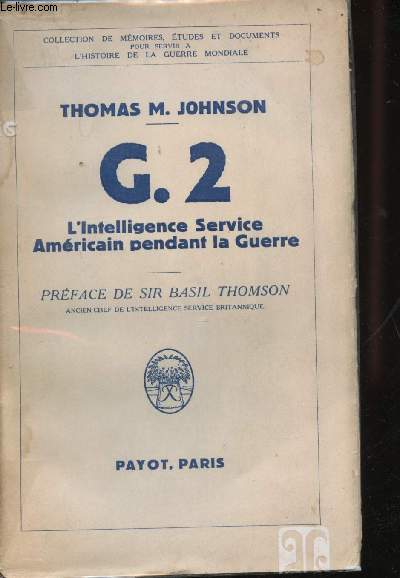 Le-livre.com
COLLECTION DE MÉMOIRES, ÉTUDES ET DOCUMENTS
POUR SERVIR A
L'HISTOIRE DE LA GUERRE MONDIALE
THOMAS M. JOHNSON
G. 2
L'Intelligence Service
Américain pendant la Guerre
PRÉFACE DE SIR BASIL THOMSON
ANCIEN CHEF DE L'INTELLIGENCE SERVICE BRITANNIQUE
PAYOT, PARIS